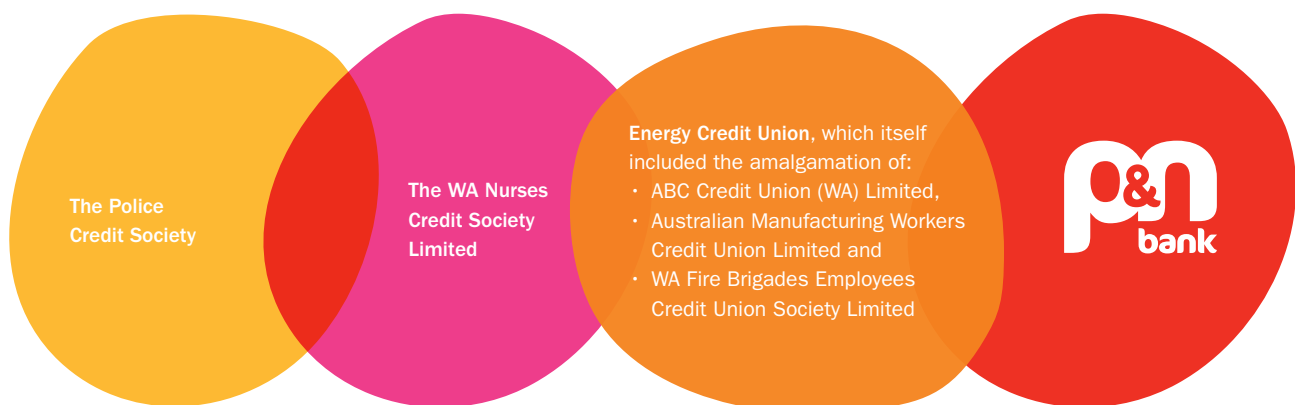 The Police
Credit Society
The WA Nurses
Credit Society
Limited
Energy Credit Union, which itself
included the amalgamation of:
• ABC Credit Union (WA) Limited,
• Australian Manufacturing Workers
Credit Union Limited and
• WA Fire Brigades Employees
Credit Union Society Limited
p&n
bank